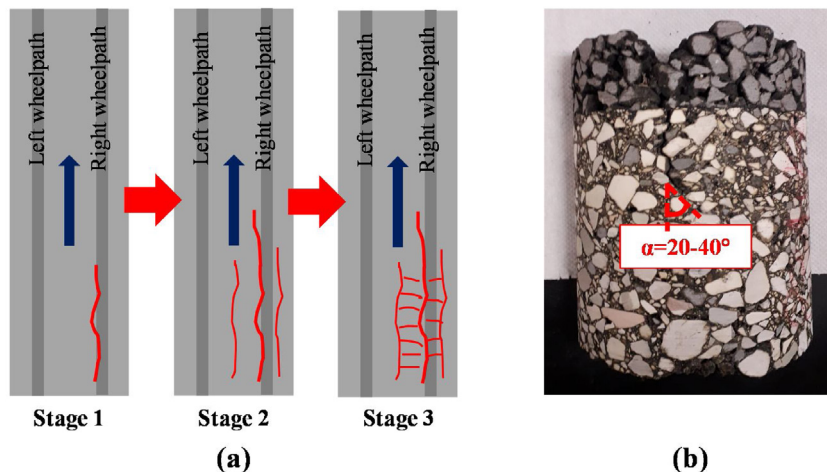 Left wheelpath
Right wheelpath
Left wheelpath
Right wheelpath
Left wheelpath
Right wheelpath
α=20-40°
Stage 1
Stage 2
Stage 3
(a)
(b)